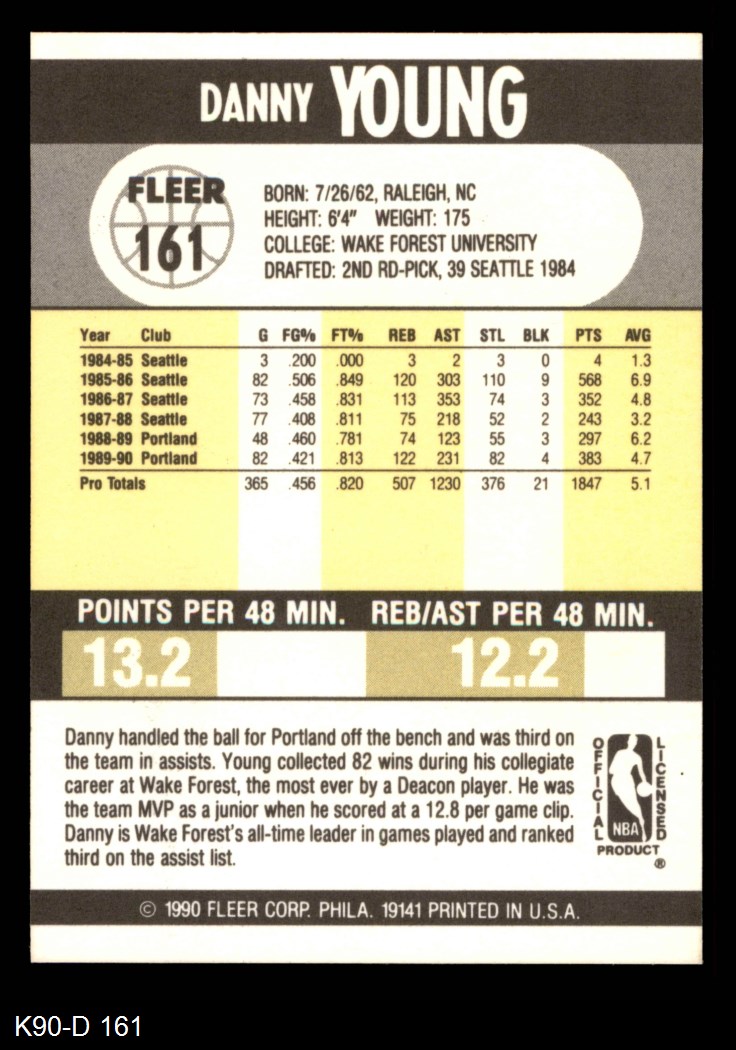 DANNY YOUNG
FLEER
161
BORN: 7/26/62, RALEIGH, NC
HEIGHT: 6'4" WEIGHT: 175
COLLEGE: WAKE FOREST UNIVERSITY
DRAFTED: 2ND RD-PICK, 39 SEATTLE 1984
Year Club G FG% FT% REB AST STL BLK PTS AVG
1984-85 Seattle 3 .200 .000 3 2 3 0 4 1.3
1985-86 Seattle 82 .506 .849 120 303 110 9 568 6.9
1986-87 Seattle 73 .458 .831 113 353 74 3 352 4.8
1987-88 Seattle 77 .408 .811 75 218 52 2 243 3.2
1988-89 Portland 48 .460 .781 74 123 55 3 297 6.2
1989-90 Portland 82 .421 .813 122 231 82 4 383 4.7
Pro Totals 365 .456 .820 507 1230 376 21 1847 5.1
POINTS PER 48 MIN. REB/AST PER 48 MIN.
13.2 12.2
Danny handled the ball for Portland off the bench and was third on
the team in assists. Young collected 82 wins during his collegiate
career at Wake Forest, the most ever by a Deacon player. He was
the team MVP as a junior when he scored at a 12.8 per game clip.
Danny is Wake Forest's all-time leader in games played and ranked
third on the assist list.
OFFICIAL
LICENSED
NBA
PRODUCT
®
© 1990 FLEER CORP. PHILA. 19141 PRINTED IN U.S.A.
K90-D 161